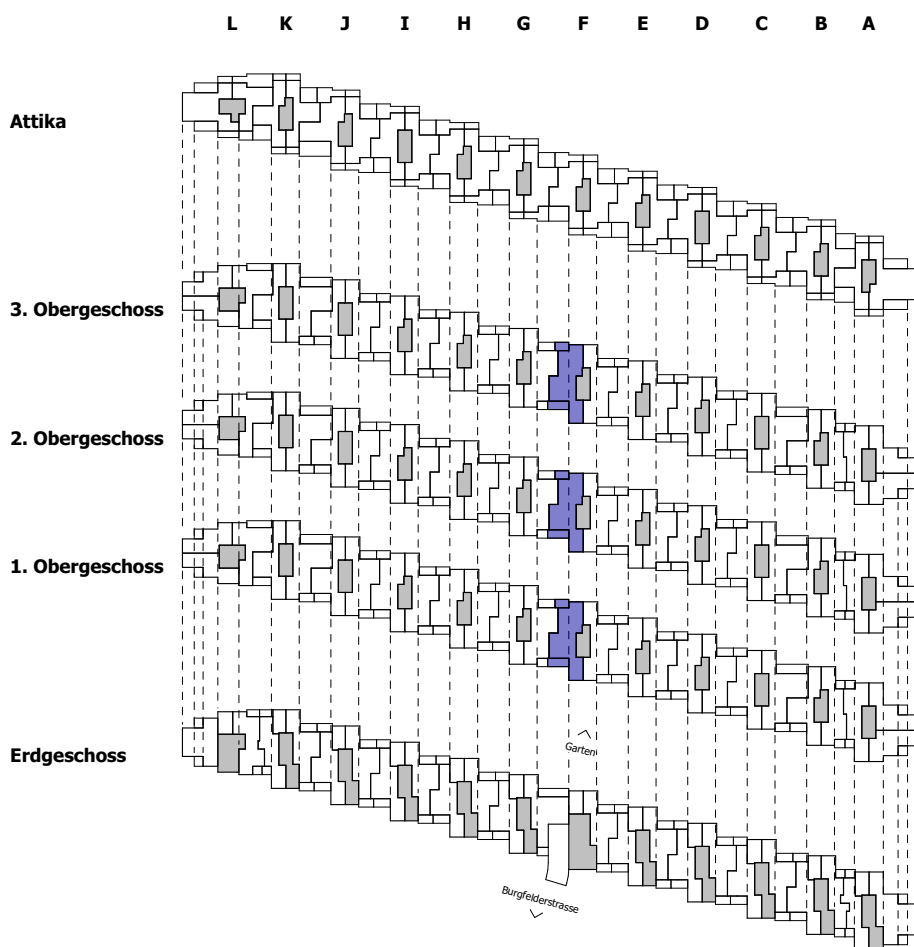 L K J I H G F E D C B A
Attika
3. Obergeschoss
2. Obergeschoss
1. Obergeschoss
Garten
Erdgeschoss
Burgfelderstrasse